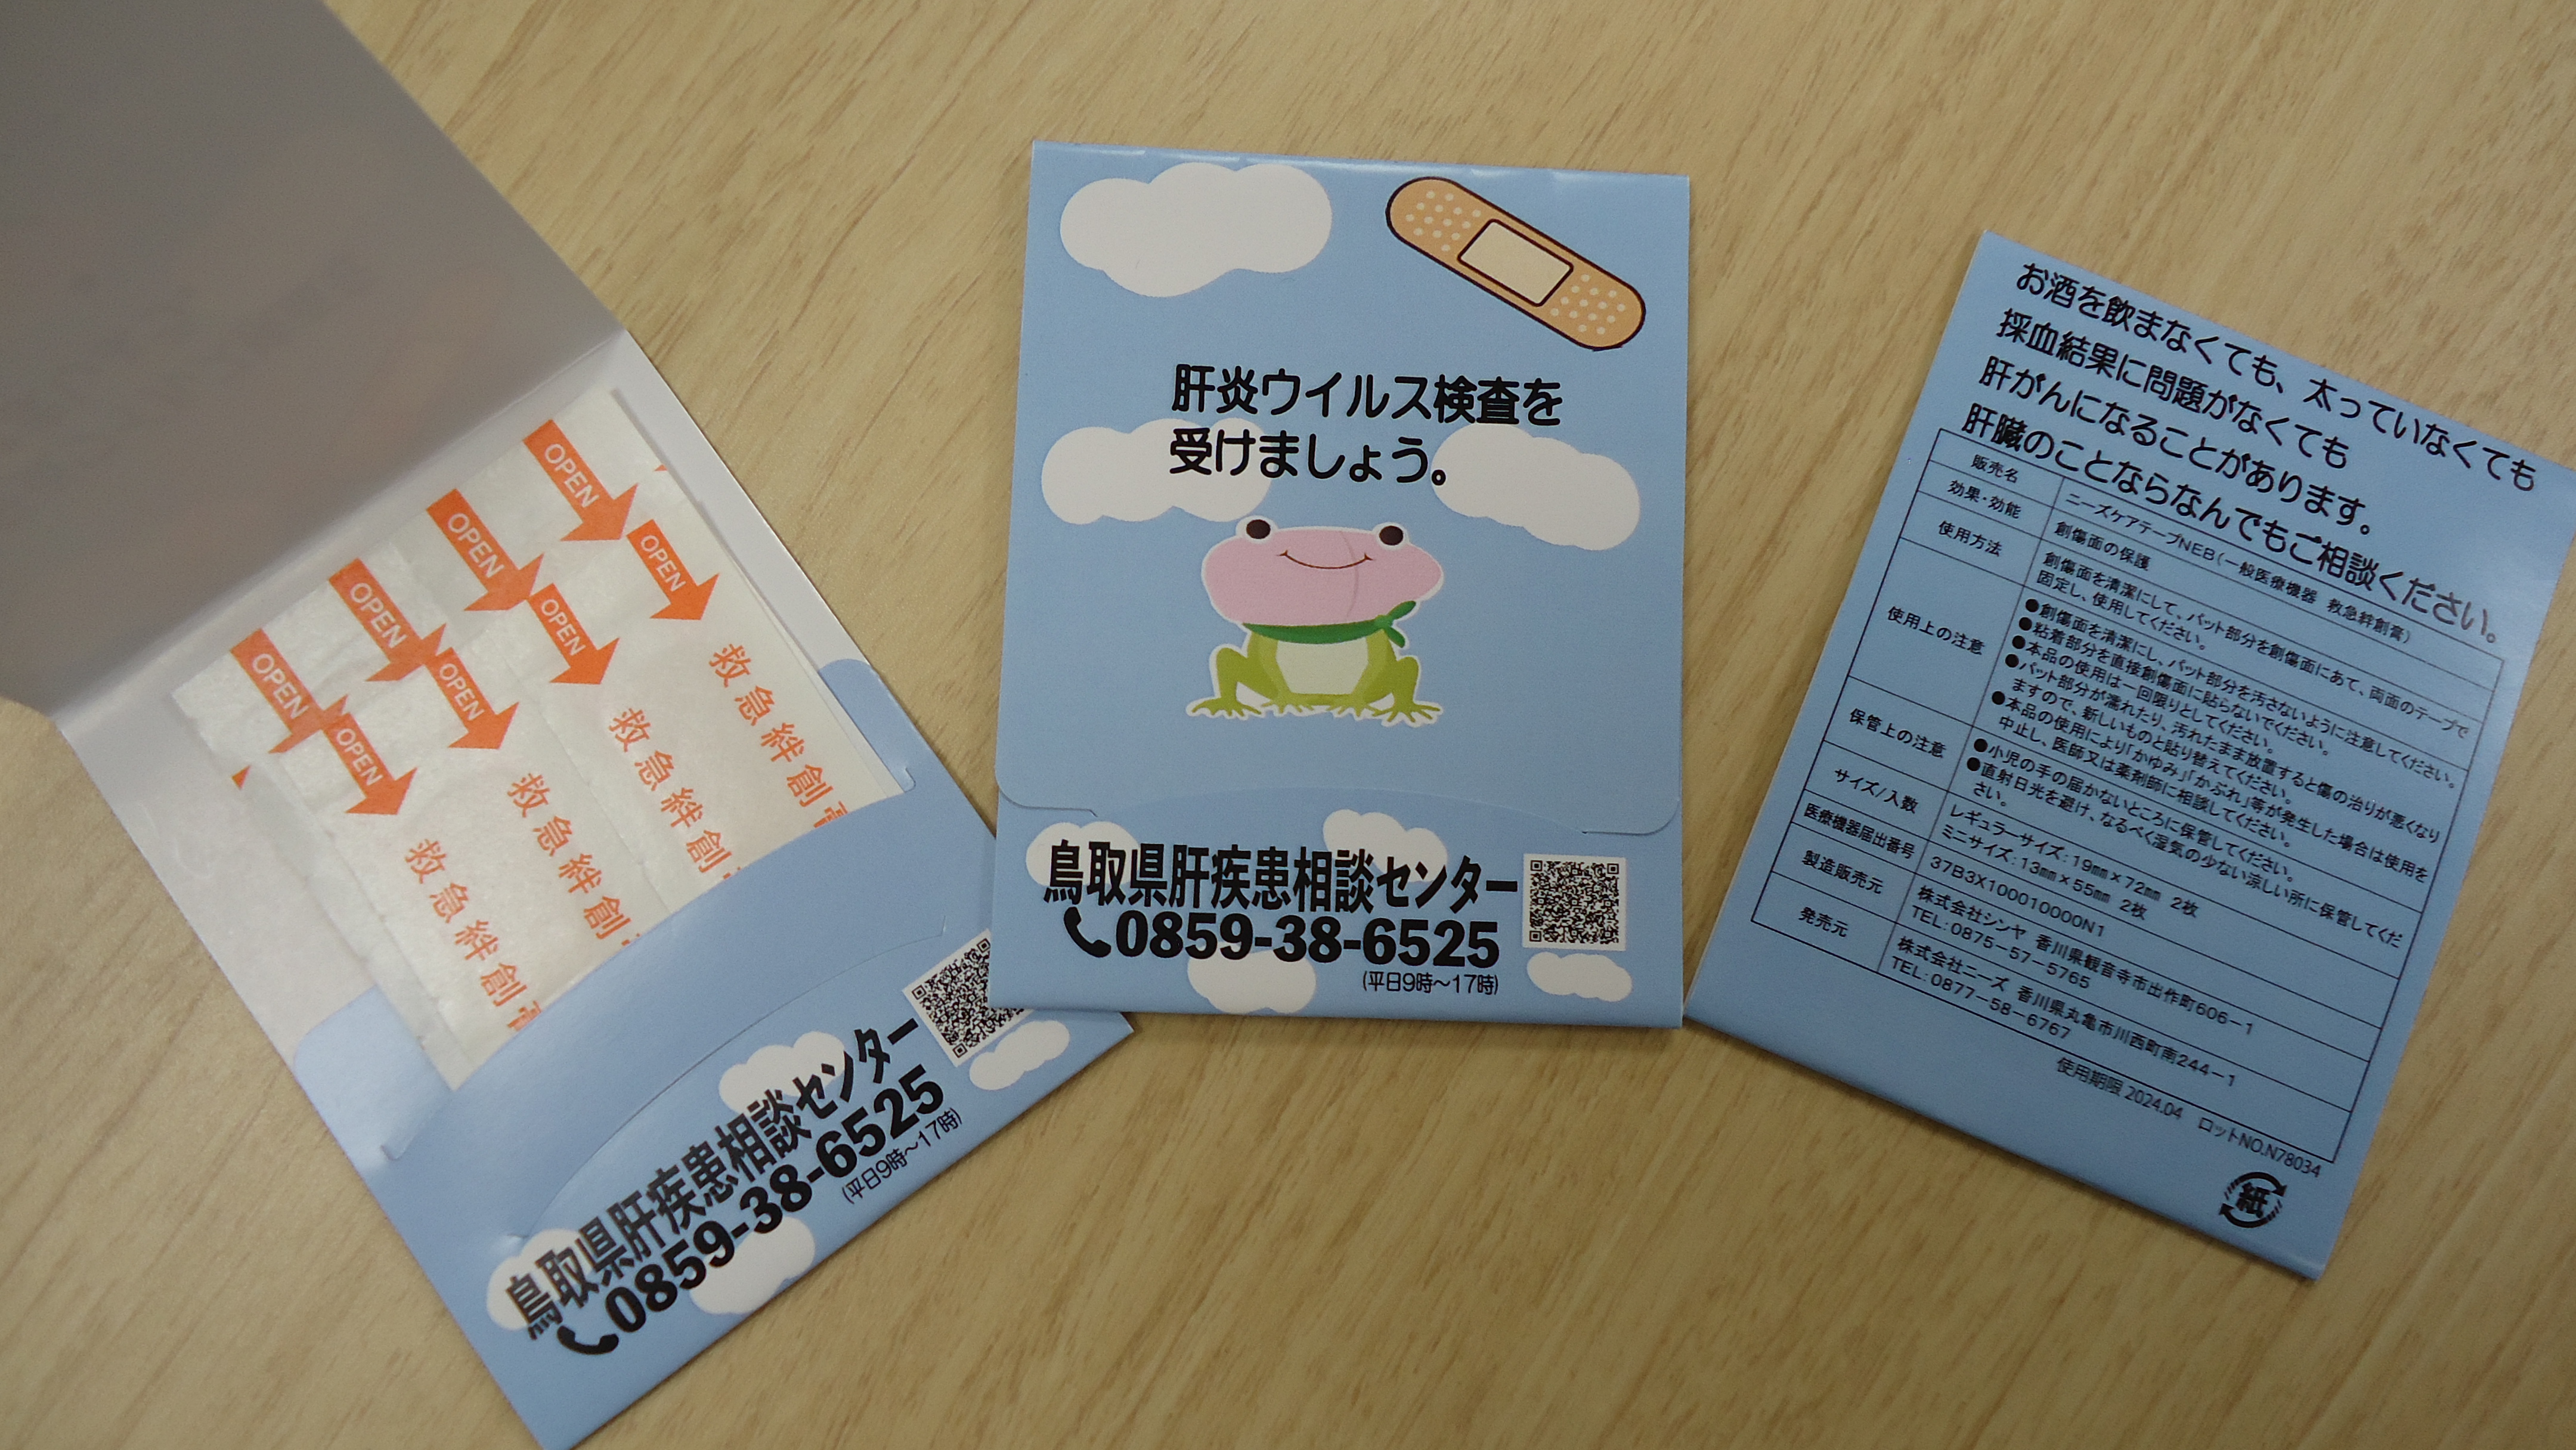 OPEN
OPEN
OPEN
OPEN
OPEN
OPEN
OPEN
救急絆創
救急絆創
救急絆創
救急絆創
鳥取県肝疾患相談センター
0859-38-6525
(平日9時～17時)
肝炎ウイルス検査を
受けましょう。
鳥取県肝疾患相談センター
0859-38-6525
(平日9時～17時)
お酒を飲まなくても、太っていなくても
採血結果に問題がなくても
肝がんになることがあります。
肝臓のことならなんでもご相談ください。
販売名 ニーズケアテープNEB（一般医療機器 救急絆創膏）
効果・効能 創傷面の保護
使用方法 創傷面を清潔にして、パット部分を創傷面にあて、両面のテープで
固定し、使用してください。
使用上の注意 ●創傷面を清潔にし、パット部分を汚さないように注意してください。
●粘着部分を直接創傷面に貼らないでください。
●本品の使用は一回限りとしてください。
●パット部分が濡れたり、汚れたまま放置すると傷の治りが悪くなり
ますので、新しいものと貼り替えてください。
●本品の使用により「かゆみ」「かぶれ」等が発生した場合は使用を
中止し、医師又は薬剤師に相談してください。
保管上の注意 ●小児の手の届かないところに保管してください。
●直射日光を避け、なるべく湿気の少ない涼しい所に保管してくだ
さい。
サイズ/入数 レギュラーサイズ：19㎜×72㎜ 2枚
ミニサイズ：13㎜×55㎜ 2枚
医療機器届出番号 37B3X100010000N1
製造販売元 株式会社シンヤ 香川県観音寺市出作町606－1
TEL：0875－57－5765
発売元 株式会社ニーズ 香川県丸亀市川西町南244－1
TEL：0877－58－6767
使用期限 2024.04 ロットNO.N78034
紙